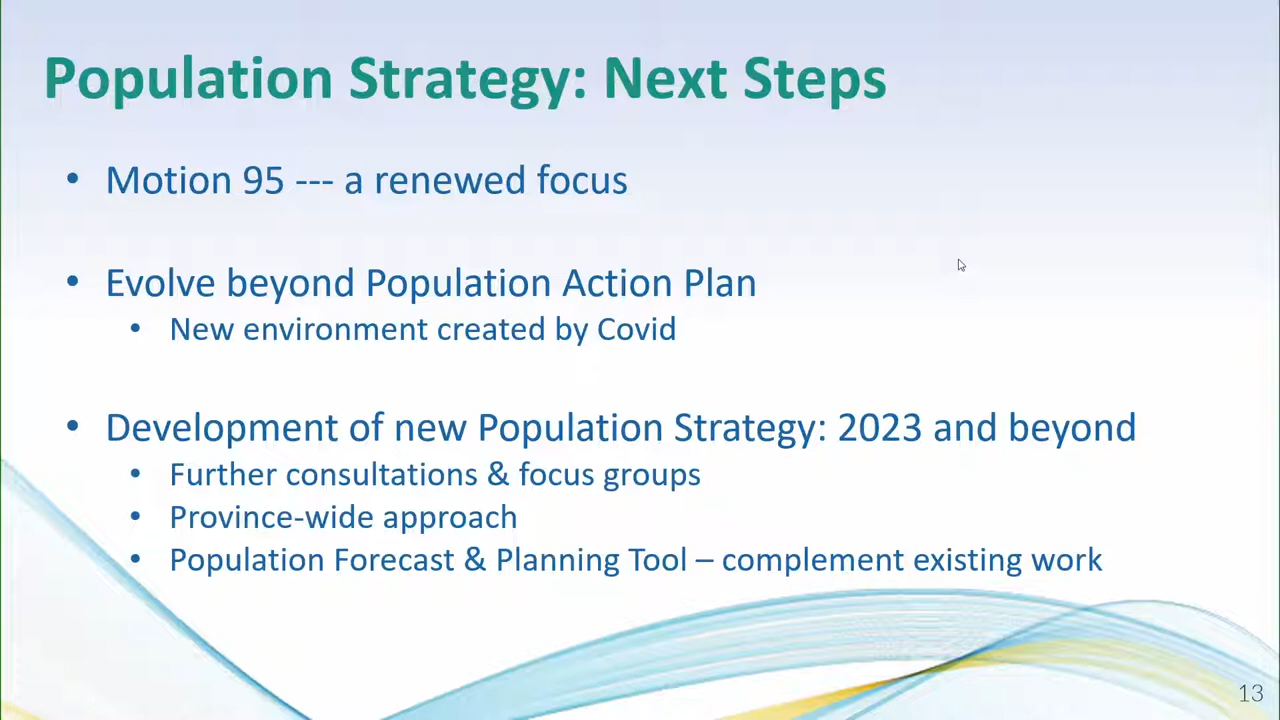 Population Strategy: Next Steps
• Motion 95 --- a renewed focus
• Evolve beyond Population Action Plan
• New environment created by Covid
• Development of new Population Strategy: 2023 and beyond
• Further consultations & focus groups
• Province-wide approach
• Population Forecast & Planning Tool – complement existing work
13